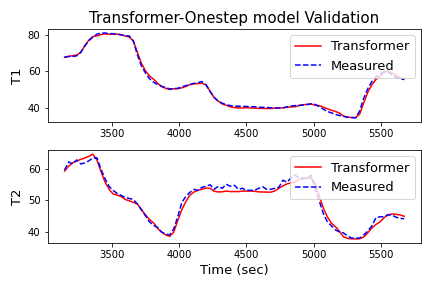 Transformer-Onestep model Validation
80
60
40
T1
Transformer
Measured
3500 4000 4500 5000 5500
60
50
40
T2
Transformer
Measured
3500 4000 4500 5000 5500
Time (sec)